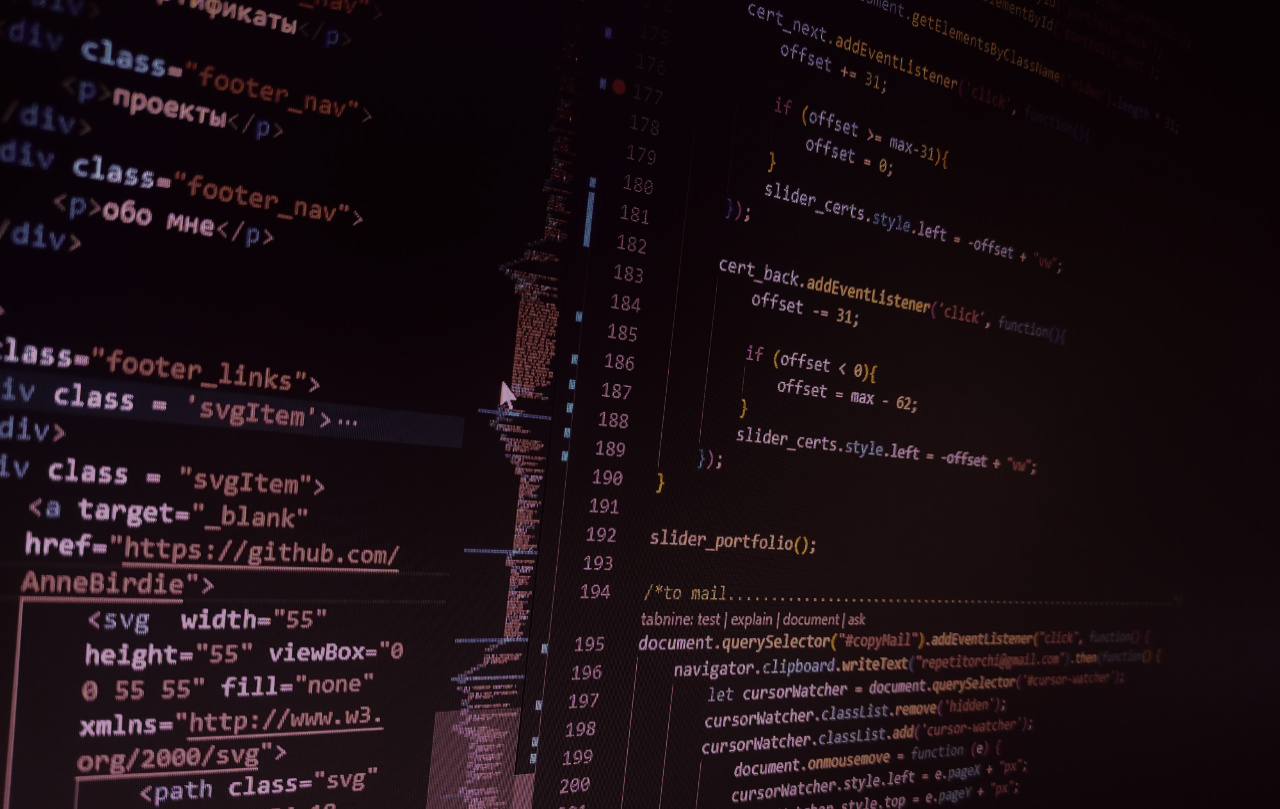 тификаты</p>
<div class="footer_nav">
<p>проекты</p>
/div>
div class="footer_nav">
<p>обо мне</p>
/div>
class="footer_links">
iv class = 'svgItem'>...
div>
iv class = "svgItem">
<a target="_blank"
href="https://github.com/
AnneBirdie">
<svg width="55"
height="55" viewBox="0
0 55 55" fill="none"
xmlns="http://www.w3.
org/2000/svg">
<path class="svg"
175
176
177
178
179
180
181
182
183
184
185
186
187
188
189
190
191
192
193
194
195
196
197
198
199
200
.getElementsByClassName('
cert_next.addEventListener('click', function(){
offset += 31;
if (offset >= max-31){
offset = 0;
}
slider_certs.style.left = -offset + "vw";
});
cert_back.addEventListener('click', function(){
offset -= 31;
if (offset < 0){
offset = max - 62;
}
slider_certs.style.left = -offset + "vw";
});
}
slider_portfolio();
/*to mail
tabnine: test | explain | document | ask
document.querySelector("#copyMail").addEventListener("click", function() {
navigator.clipboard.writeText("repetitorchi@gmail.com").then(function() {
let cursorWatcher = document.querySelector('#cursor-watcher');
cursorWatcher.classList.remove('hidden');
cursorWatcher.classList.add('cursor-watcher');
document.onmousemove = function (e) {
cursorWatcher.style.left = e.pageX + "px";
.style.top = e.pageY + "px";